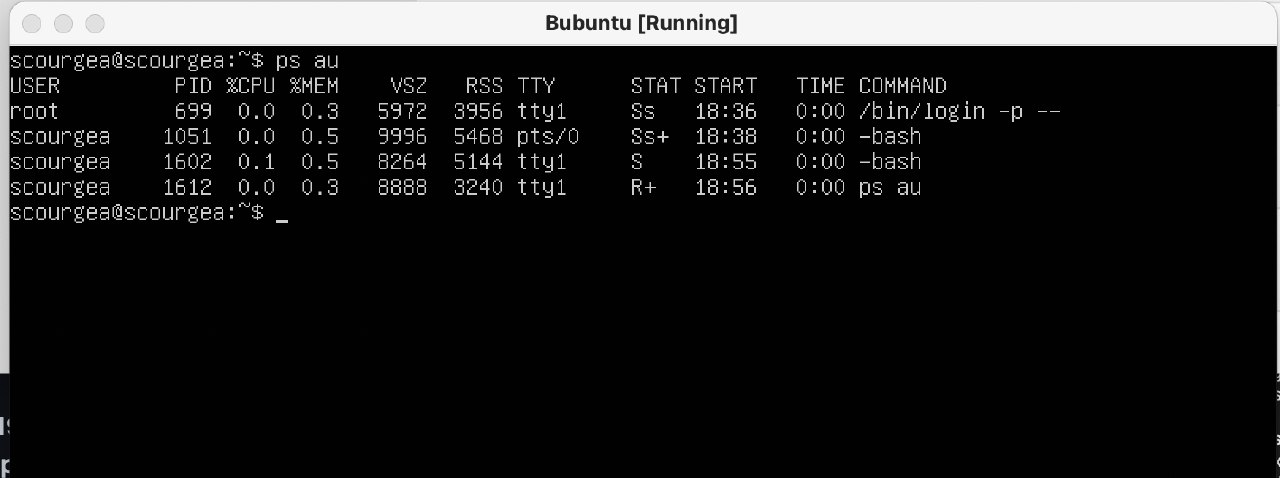 Bubuntu [Running]
scourgea@scourgea:~$ ps au
USER         PID %CPU %MEM    VSZ   RSS TTY      STAT START   TIME COMMAND
root         699  0.0  0.3   5972  3956 tty1     Ss   18:36   0:00 /bin/login -p --
scourgea    1051  0.0  0.5   9996  5468 pts/0    Ss+  18:38   0:00 -bash
scourgea    1602  0.1  0.5   8264  5144 tty1     S    18:55   0:00 -bash
scourgea    1612  0.0  0.3   8888  3240 tty1     R+   18:56   0:00 ps au
scourgea@scourgea:~$ _